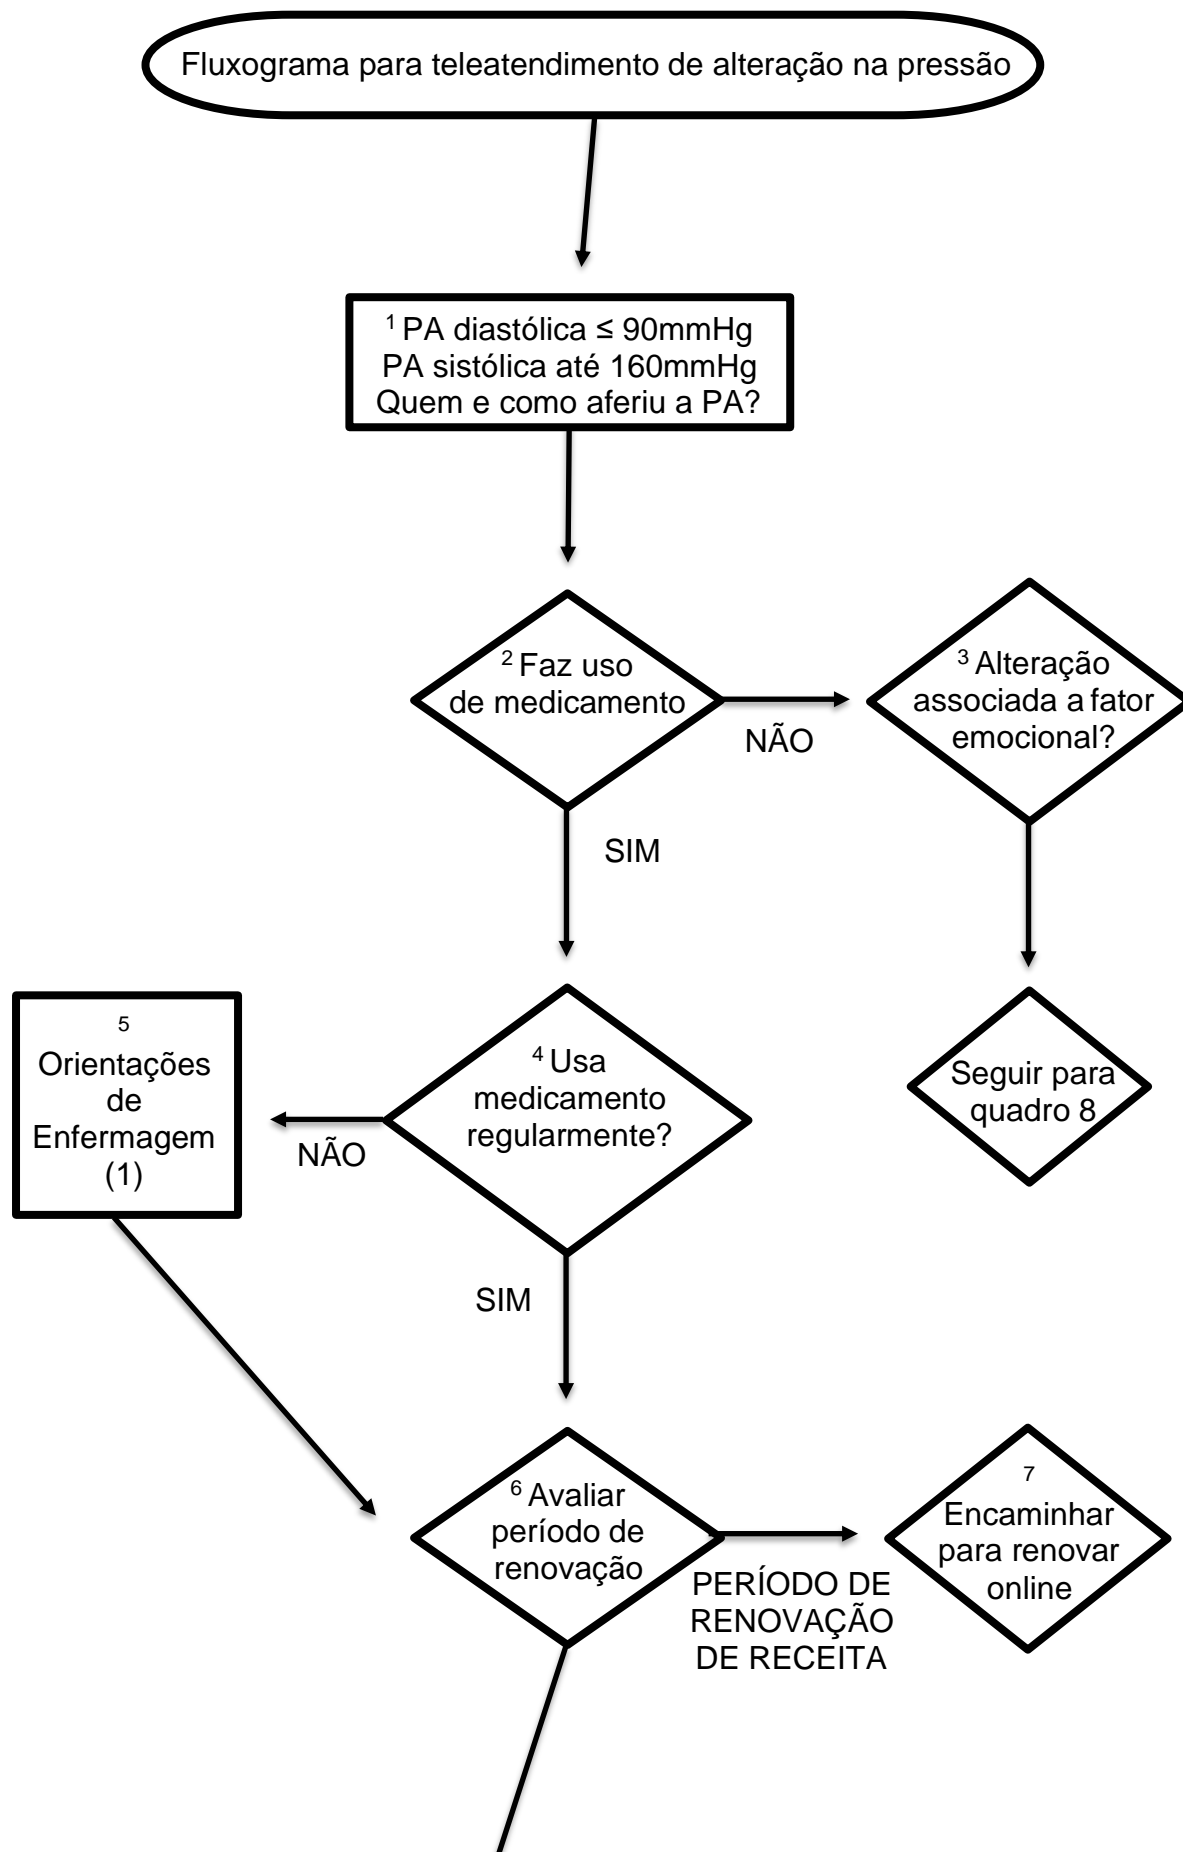 Fluxograma para teleatendimento de alteração na pressão
1 PA diastólica ≤ 90mmHg
PA sistólica até 160mmHg
Quem e como aferiu a PA?
2 Faz uso
de medicamento
NÃO
3 Alteração
associada a fator
emocional?
SIM
Seguir para
quadro 8
4 Usa
medicamento
regularmente?
NÃO
5
Orientações
de
Enfermagem
(1)
SIM
6 Avaliar
período de
renovação
PERÍODO DE
RENOVAÇÃO
DE RECEITA
7
Encaminhar
para renovar
online